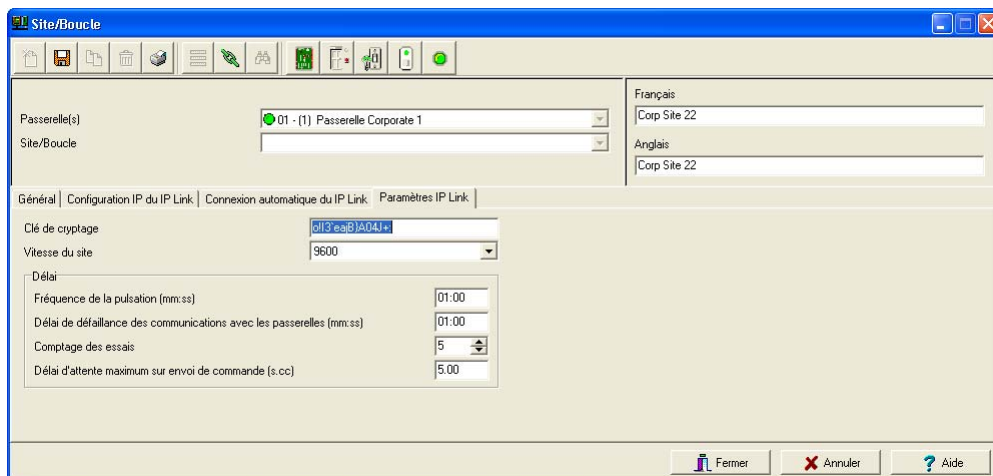 Site/Boucle
Français
Passerelle(s) 01 - (1) Passerelle Corporate 1 Corp Site 22
Site/Boucle Anglais
Corp Site 22
Général Configuration IP du IP Link Connexion automatique du IP Link Paramètres IP Link
Clé de cryptage
Vitesse du site 9600
Délai
Fréquence de la pulsation (mm:ss) 01:00
Délai de défaillance des communications avec les passerelles (mm:ss) 01:00
Comptage des essais 5
Délai d'attente maximum sur envoi de commande (s.cc) 5.00
Fermer Annuler Aide